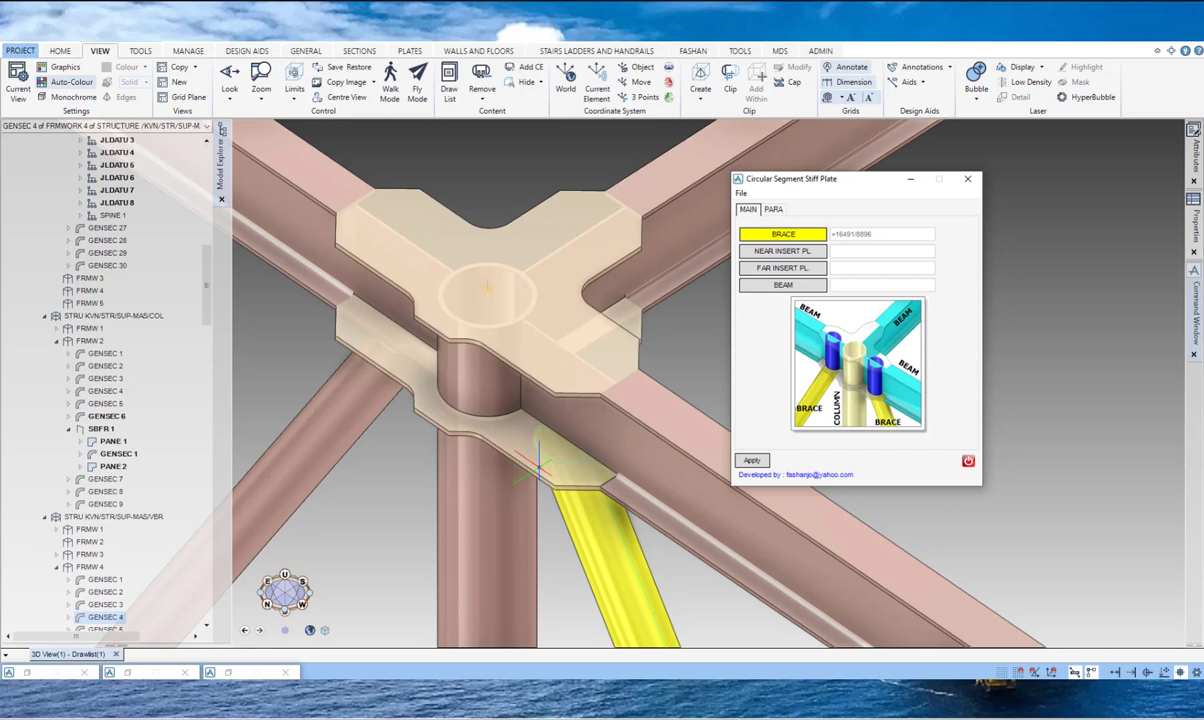 PROJECT HOME VIEW TOOLS MANAGE DESIGN AIDS GENERAL SECTIONS PLATES WALLS AND FLOORS STAIRS LADDERS AND HANDRAILS FASHAN TOOLS MDS ADMIN
Graphics Colour Copy Save Restore Add CE Object Modify Annotate Annotations Display Highlight
Auto-Colour Solid New Copy Image Hide Move Cap Dimension Aids Low Density Mask
Monochrome Edges Grid Plane Centre View 3 Points A A Detail HyperBubble
Current View Look Zoom Limits Walk Mode Fly Mode Draw List Remove World Current Element Create Clip Add Within Bubble
Settings Views Control Content Coordinate System Clip Grids Design Aids Laser
GENSEC 4 of FRMWORK 4 of STRUCTURE /KVN/STR/SUP-M
Model Explorer
JLDATU 3
JLDATU 4
JLDATU 5
JLDATU 6
JLDATU 7
JLDATU 8
SPINE 1
GENSEC 27
GENSEC 28
GENSEC 29
GENSEC 30
FRMW 3
FRMW 4
FRMW 5
STRU KVN/STR/SUP-MAS/COL
FRMW 1
FRMW 2
GENSEC 1
GENSEC 2
GENSEC 3
GENSEC 4
GENSEC 5
GENSEC 6
SBFR 1
PANE 1
GENSEC 1
PANE 2
GENSEC 7
GENSEC 8
GENSEC 9
STRU KVN/STR/SUP-MAS/VBR
FRMW 1
FRMW 2
FRMW 3
FRMW 4
GENSEC 1
GENSEC 2
GENSEC 3
GENSEC 4
GENSEC 5
E U S
N W
Circular Segment Stiff Plate
File
MAIN PARA
BRACE =16491/8896
NEAR INSERT PL.
FAR INSERT PL.
BEAM
BEAM BEAM
BEAM
BRACE COLUMN BRACE
Apply
Developed by : fashanjo@yahoo.com
Attributes
Properties
Command Window
3D View(1) - Drawlist(1)